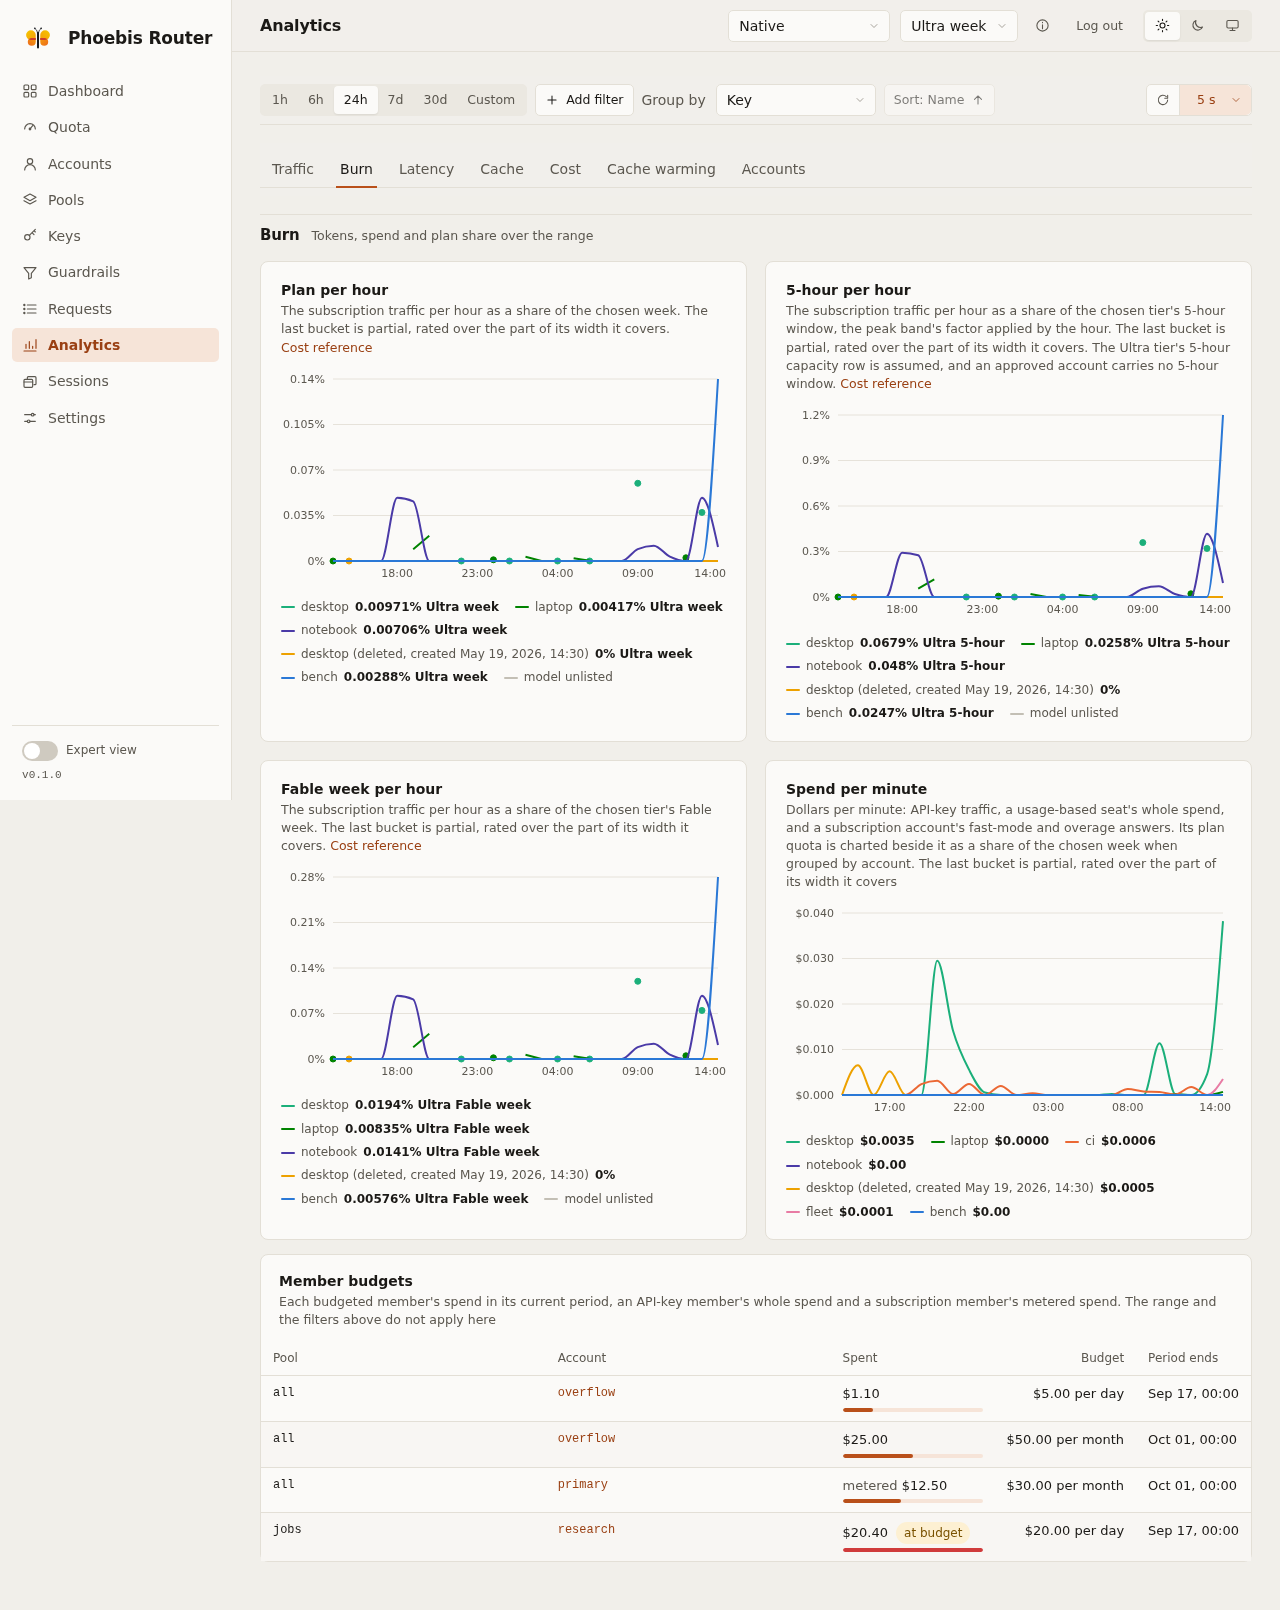 Phoebis Router
Dashboard
Quota
Accounts
Pools
Keys
Guardrails
Requests
Analytics
Sessions
Settings
Expert view
v0.1.0
Analytics
Native
Ultra week
Log out
1h 6h 24h 7d 30d Custom
Add filter
Group by
Key
Sort: Name
5 s
Traffic Burn Latency Cache Cost Cache warming Accounts
Burn Tokens, spend and plan share over the range
Plan per hour
The subscription traffic per hour as a share of the chosen week. The
last bucket is partial, rated over the part of its width it covers.
Cost reference
0.14%
0.105%
0.07%
0.035%
0%
18:00 23:00 04:00 09:00 14:00
desktop 0.00971% Ultra week laptop 0.00417% Ultra week
notebook 0.00706% Ultra week
desktop (deleted, created May 19, 2026, 14:30) 0% Ultra week
bench 0.00288% Ultra week model unlisted
5-hour per hour
The subscription traffic per hour as a share of the chosen tier's 5-hour
window, the peak band's factor applied by the hour. The last bucket is
partial, rated over the part of its width it covers. The Ultra tier's 5-hour
capacity row is assumed, and an approved account carries no 5-hour
window. Cost reference
1.2%
0.9%
0.6%
0.3%
0%
18:00 23:00 04:00 09:00 14:00
desktop 0.0679% Ultra 5-hour laptop 0.0258% Ultra 5-hour
notebook 0.048% Ultra 5-hour
desktop (deleted, created May 19, 2026, 14:30) 0%
bench 0.0247% Ultra 5-hour model unlisted
Fable week per hour
The subscription traffic per hour as a share of the chosen tier's Fable
week. The last bucket is partial, rated over the part of its width it
covers. Cost reference
0.28%
0.21%
0.14%
0.07%
0%
18:00 23:00 04:00 09:00 14:00
desktop 0.0194% Ultra Fable week
laptop 0.00835% Ultra Fable week
notebook 0.0141% Ultra Fable week
desktop (deleted, created May 19, 2026, 14:30) 0%
bench 0.00576% Ultra Fable week model unlisted
Spend per minute
Dollars per minute: API-key traffic, a usage-based seat's whole spend,
and a subscription account's fast-mode and overage answers. Its plan
quota is charted beside it as a share of the chosen week when
grouped by account. The last bucket is partial, rated over the part of
its width it covers
$0.040
$0.030
$0.020
$0.010
$0.000
17:00 22:00 03:00 08:00 14:00
desktop $0.0035 laptop $0.0000 ci $0.0006
notebook $0.00
desktop (deleted, created May 19, 2026, 14:30) $0.0005
fleet $0.0001 bench $0.00
Member budgets
Each budgeted member's spend in its current period, an API-key member's whole spend and a subscription member's metered spend. The range and
the filters above do not apply here
Pool Account Spent Budget Period ends
all overflow $1.10 $5.00 per day Sep 17, 00:00
all overflow $25.00 $50.00 per month Oct 01, 00:00
all primary metered $12.50 $30.00 per month Oct 01, 00:00
jobs research $20.40 at budget $20.00 per day Sep 17, 00:00